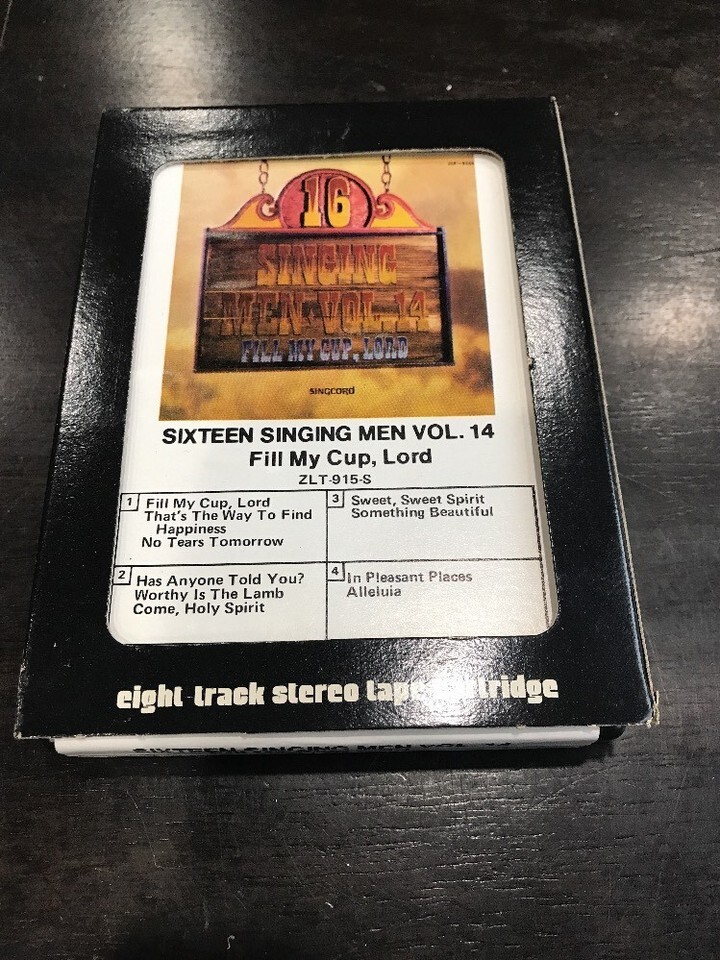 16
SINGING
MEN·VOL.14
FILL MY CUP, LORD
SINGCORD
SIXTEEN SINGING MEN VOL. 14
Fill My Cup, Lord
ZLT-915-S
1 Fill My Cup, Lord
That's The Way To Find
Happiness
No Tears Tomorrow
2 Has Anyone Told You?
Worthy Is The Lamb
Come, Holy Spirit
3 Sweet, Sweet Spirit
Something Beautiful
4 In Pleasant Places
Alleluia
eight track stereo tape cartridge
SIXTEEN SINGING MEN VOL. 14